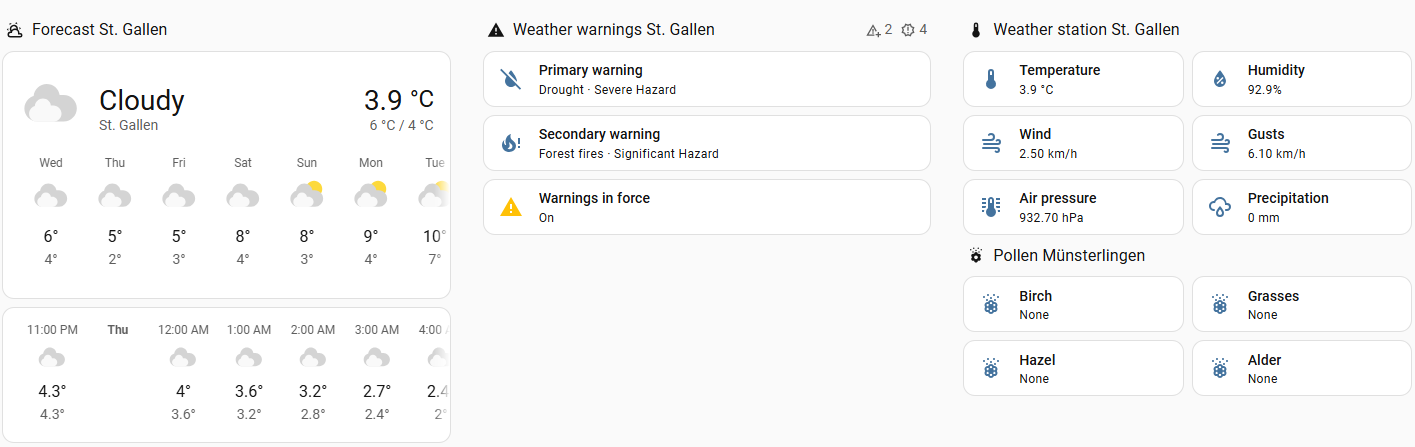 Forecast St. Gallen
Cloudy
St. Gallen
3.9 °C
6 °C / 4 °C
Wed Thu Fri Sat Sun Mon Tue
6° 5° 5° 8° 8° 9° 10°
4° 2° 3° 4° 3° 4° 7°
11:00 PM Thu 12:00 AM 1:00 AM 2:00 AM 3:00 AM 4:00
4.3° 4° 3.6° 3.2° 2.7° 2.4
4.3° 3.6° 3.2° 2.8° 2.4° 2°
Weather warnings St. Gallen 2 4
Primary warning
Drought · Severe Hazard
Secondary warning
Forest fires · Significant Hazard
Warnings in force
On
Weather station St. Gallen
Temperature
3.9 °C
Humidity
92.9%
Wind
2.50 km/h
Gusts
6.10 km/h
Air pressure
932.70 hPa
Precipitation
0 mm
Pollen Münsterlingen
Birch
None
Grasses
None
Hazel
None
Alder
None